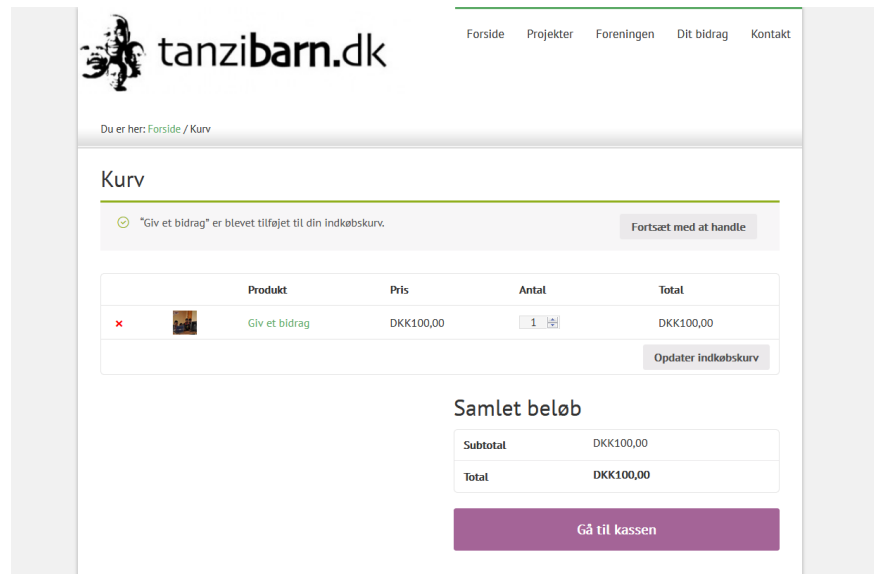 tanzibarn.dk
Forside Projekter Foreningen Dit bidrag Kontakt
Du er her: Forside / Kurv
Kurv
"Giv et bidrag" er blevet tilføjet til din indkøbskurv.
Fortsæt med at handle
Produkt Pris Antal Total
× Giv et bidrag DKK100,00 1 DKK100,00
Opdater indkøbskurv
Samlet beløb
Subtotal DKK100,00
Total DKK100,00
Gå til kassen